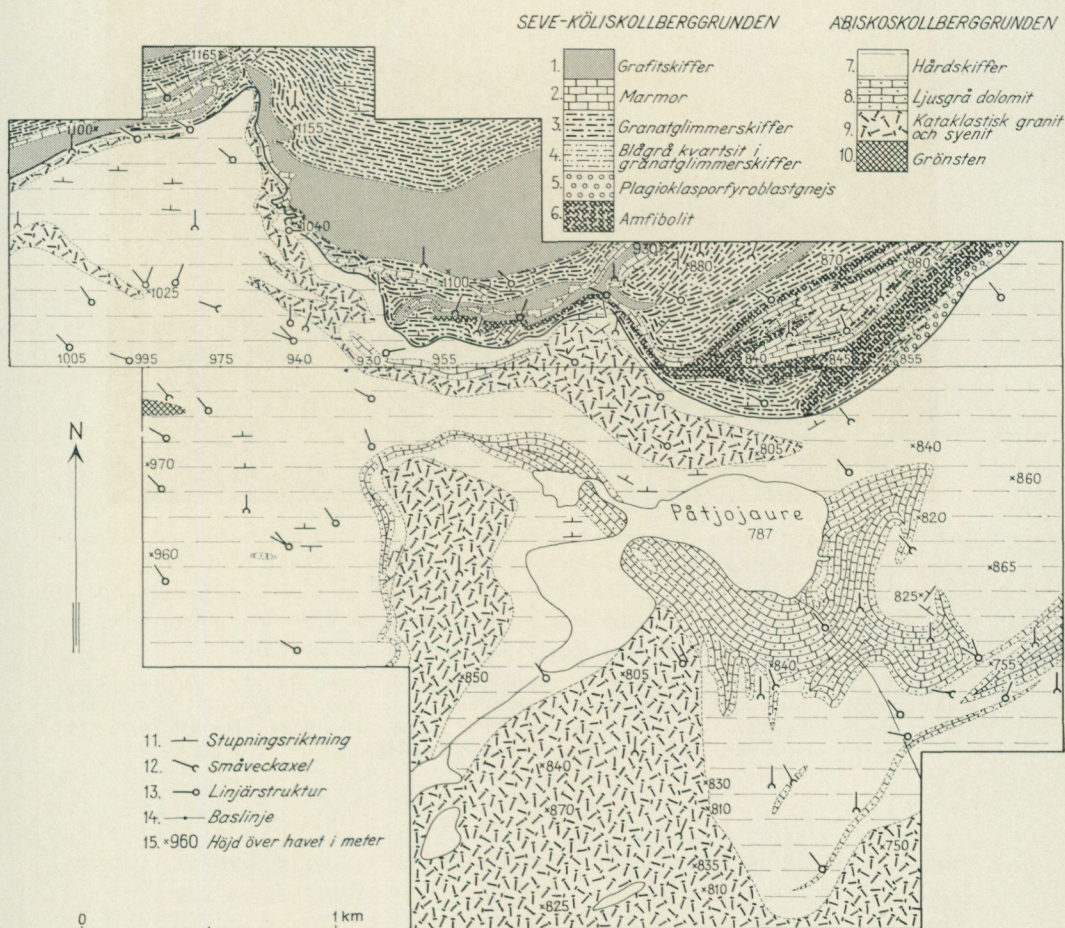 SEVE-KÖLISKOLLBERGGRUNDEN
1. Grafitskiffer
2. Marmor
3. Granatglimmerskiffer
4. Blågrå kvartsit i
granatglimmerskiffer
5. Plagioklasporfyroblastgnejs
6. Amfibolit
ABISKOSKOLLBERGGRUNDEN
7. Hårdskiffer
8. Ljusgrå dolomit
9. Kataklastisk granit
och syenit
10. Grönsten
1165
1100×
1155
1040
×1025
×1100
930
×880
870
880
1005
995
975
940
930
955
840
845
855
N
×970
×960
805
×840
×860
×820
Påtjojaure
787
×865
825×
×850
×805
×840
×755
11. Stupningsriktning
12. Småveckaxel
13. Linjärstruktur
14. Baslinje
15. ×960 Höjd över havet i meter
×840
×870
×830
×810
×835
×810
×825
×750
0 1 km